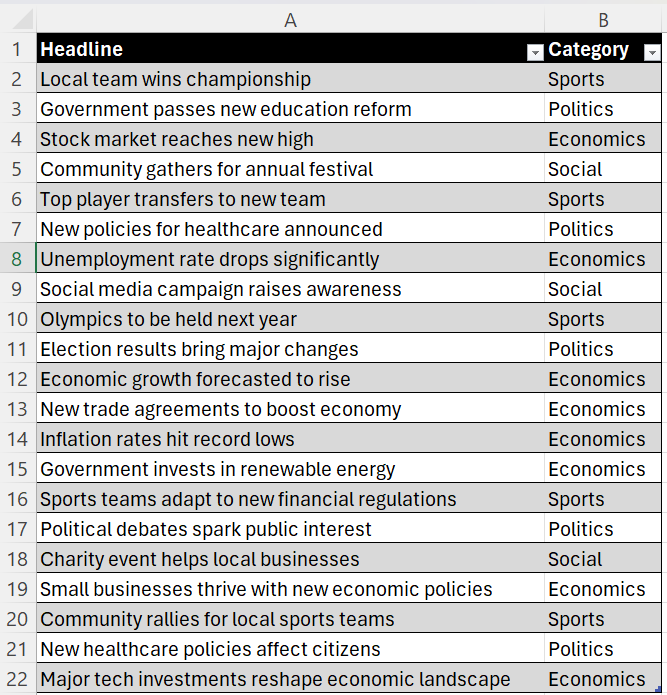 A B
1 Headline Category
2 Local team wins championship Sports
3 Government passes new education reform Politics
4 Stock market reaches new high Economics
5 Community gathers for annual festival Social
6 Top player transfers to new team Sports
7 New policies for healthcare announced Politics
8 Unemployment rate drops significantly Economics
9 Social media campaign raises awareness Social
10 Olympics to be held next year Sports
11 Election results bring major changes Politics
12 Economic growth forecasted to rise Economics
13 New trade agreements to boost economy Economics
14 Inflation rates hit record lows Economics
15 Government invests in renewable energy Economics
16 Sports teams adapt to new financial regulations Sports
17 Political debates spark public interest Politics
18 Charity event helps local businesses Social
19 Small businesses thrive with new economic policies Economics
20 Community rallies for local sports teams Sports
21 New healthcare policies affect citizens Politics
22 Major tech investments reshape economic landscape Economics